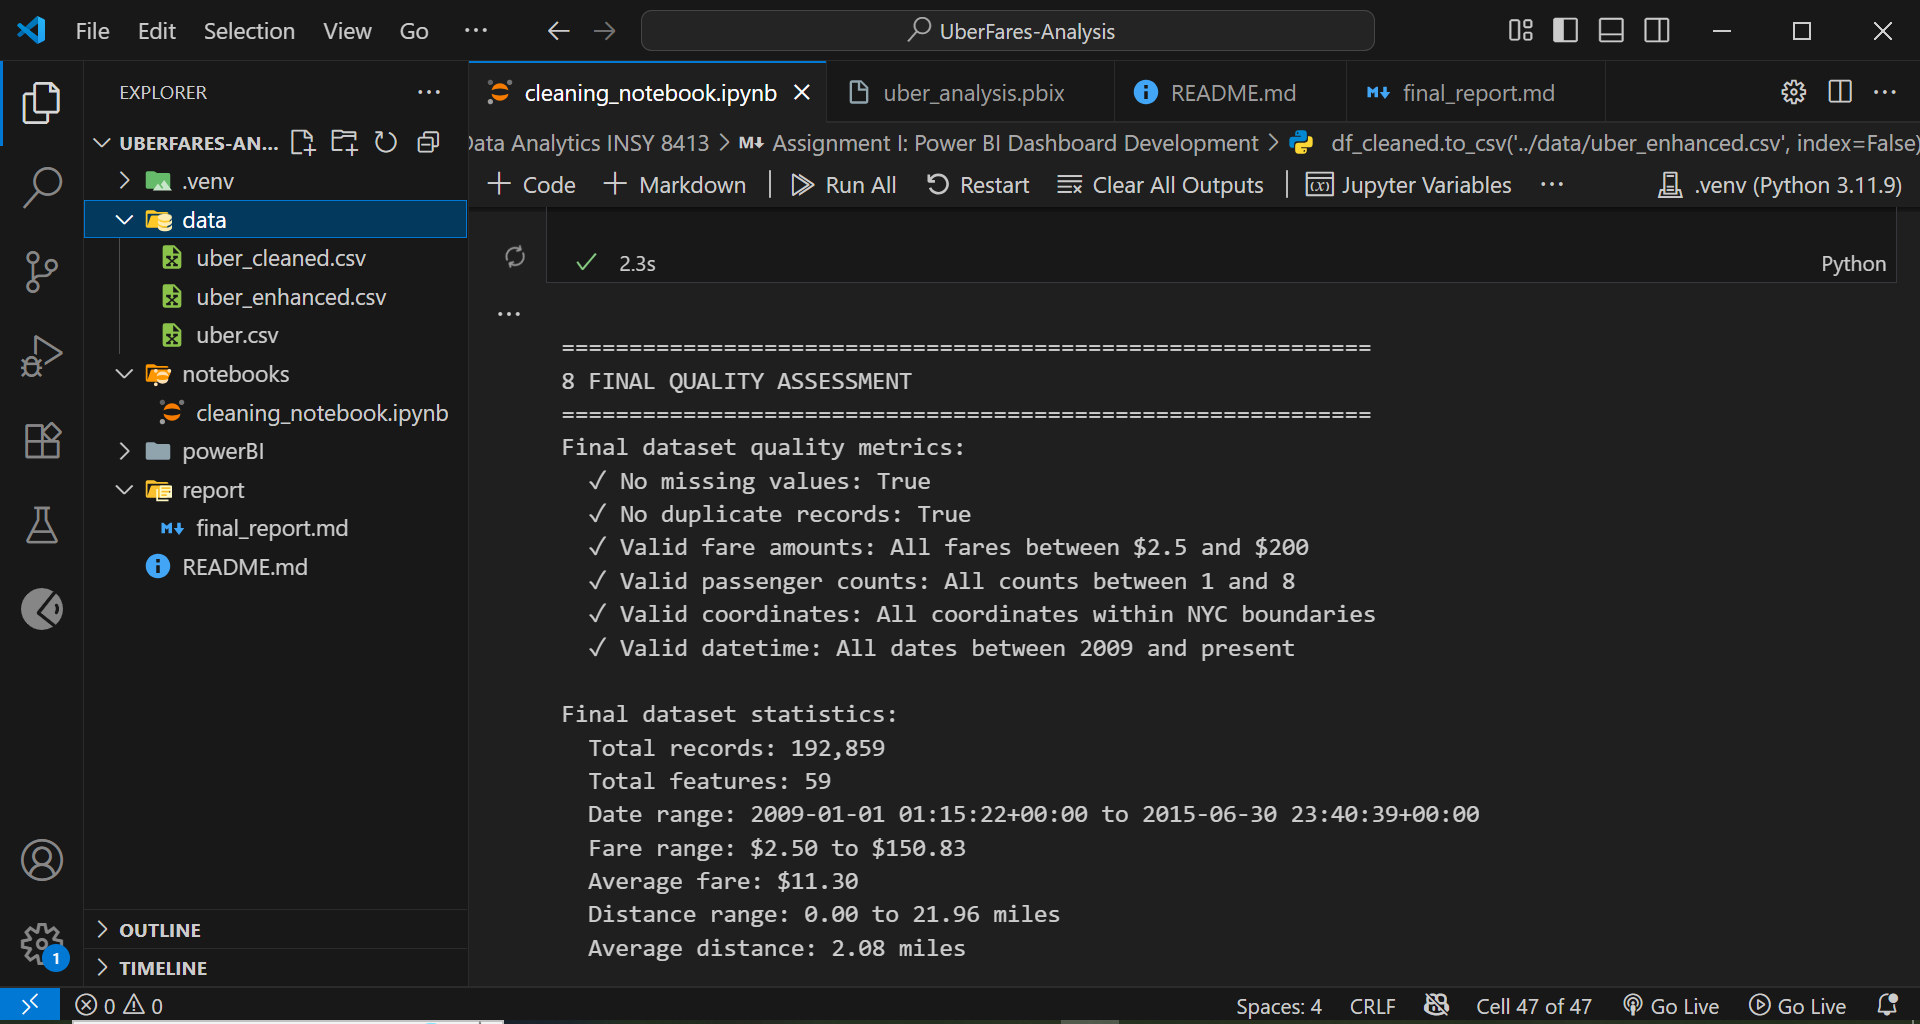 File Edit Selection View Go ...
UberFares-Analysis
EXPLORER
UBERFARES-AN...
.venv
data
uber_cleaned.csv
uber_enhanced.csv
uber.csv
notebooks
cleaning_notebook.ipynb
powerBI
report
final_report.md
README.md
OUTLINE
TIMELINE
1
cleaning_notebook.ipynb
uber_analysis.pbix
README.md
final_report.md
Data Analytics INSY 8413 > Assignment I: Power BI Dashboard Development > df_cleaned.to_csv('../data/uber_enhanced.csv', index=False)
+ Code + Markdown | Run All Restart Clear All Outputs | Jupyter Variables ... .venv (Python 3.11.9)
✓ 2.3s
Python
...
============================================================
8 FINAL QUALITY ASSESSMENT
============================================================
Final dataset quality metrics:
✓ No missing values: True
✓ No duplicate records: True
✓ Valid fare amounts: All fares between $2.5 and $200
✓ Valid passenger counts: All counts between 1 and 8
✓ Valid coordinates: All coordinates within NYC boundaries
✓ Valid datetime: All dates between 2009 and present
Final dataset statistics:
Total records: 192,859
Total features: 59
Date range: 2009-01-01 01:15:22+00:00 to 2015-06-30 23:40:39+00:00
Fare range: $2.50 to $150.83
Average fare: $11.30
Distance range: 0.00 to 21.96 miles
Average distance: 2.08 miles
0 0
Spaces: 4 CRLF Cell 47 of 47 Go Live Go Live